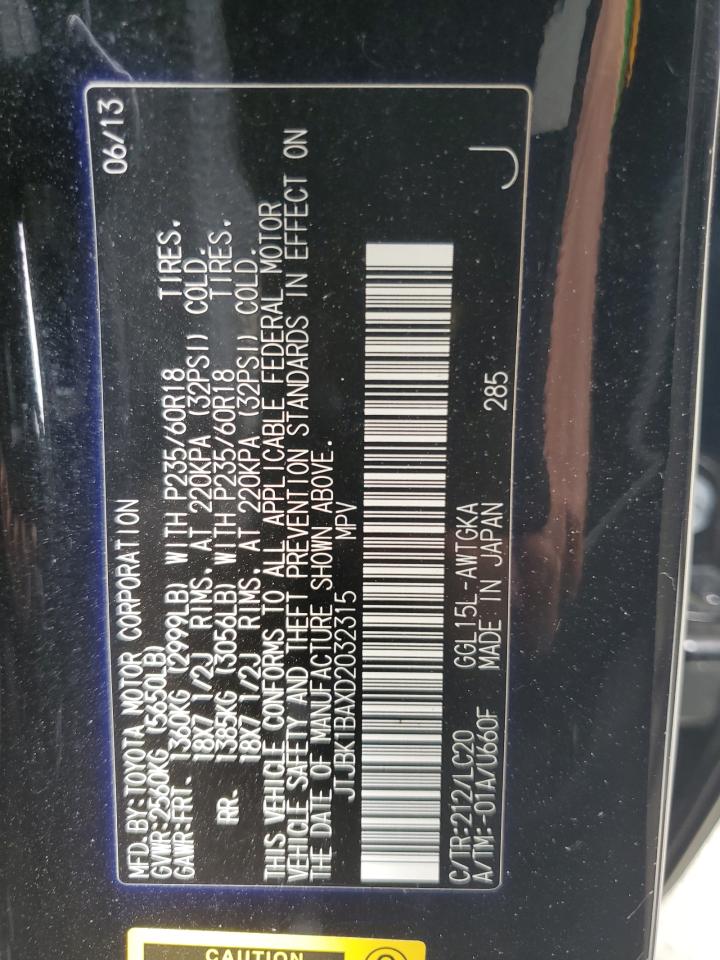 06/13
MFD.BY:TOYOTA MOTOR CORPORATION
GVWR:2560KG (5650LB)
GAWR:FRT. 1360KG (2999LB) WITH P235/60R18 TIRES.
18X7 1/2J RIMS, AT 220KPA (32PSI) COLD.
RR. 1385KG (3056LB) WITH P235/60R18 TIRES.
18X7 1/2J RIMS, AT 220KPA (32PSI) COLD.
THIS VEHICLE CONFORMS TO ALL APPLICABLE FEDERAL MOTOR
VEHICLE SAFETY AND THEFT PREVENTION STANDARDS IN EFFECT ON
THE DATE OF MANUFACTURE SHOWN ABOVE.
JTJBK1BAXD2032315 MPV
C/TR:212/LC20 GGL15L-AWTGKA 285
A/TM:-01A/U660F MADE IN JAPAN
J
CAUTION